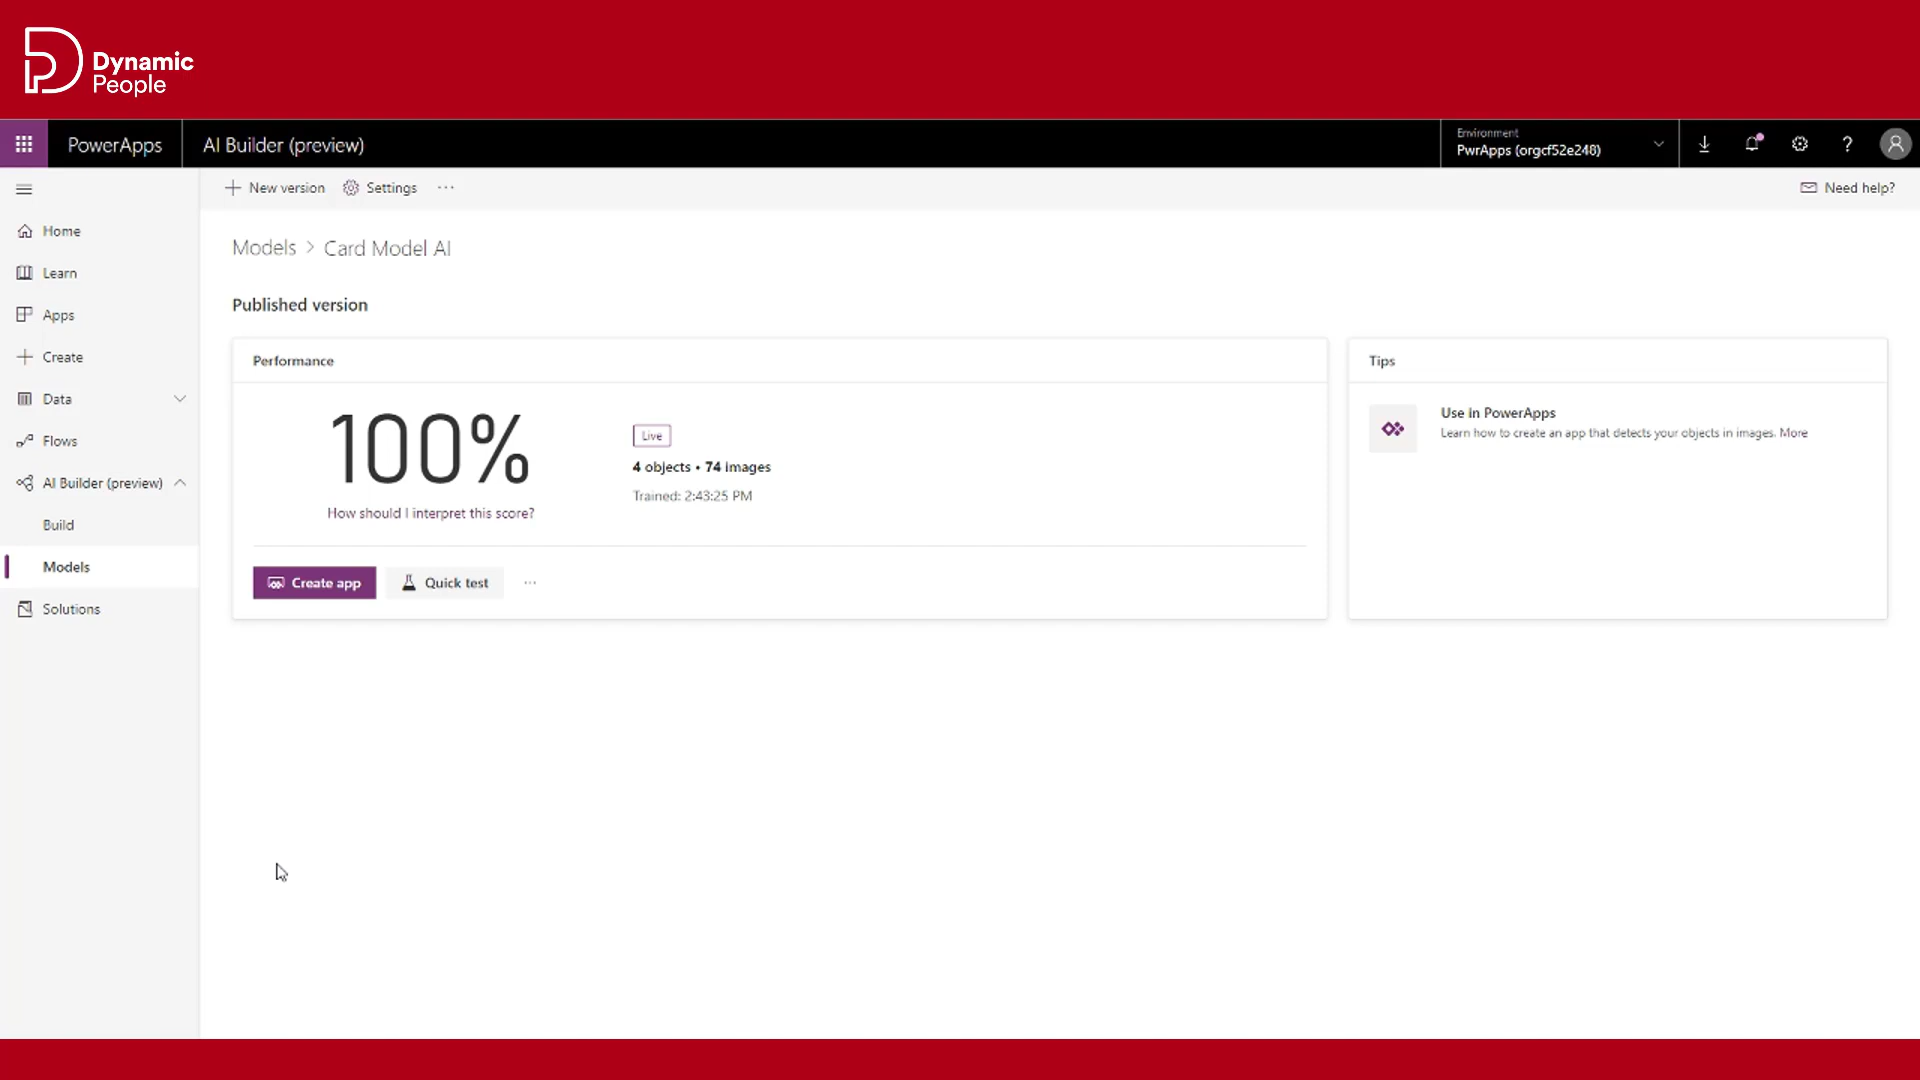 Dynamic
People
PowerApps
AI Builder (preview)
Environment
PwrApps (orgcf52e248)
?
New version
Settings
...
Need help?
Home
Learn
Apps
Create
Data
Flows
AI Builder (preview)
Build
Models
Solutions
Models > Card Model AI
Published version
Performance
100%
How should I interpret this score?
Live
4 objects • 74 images
Trained: 2:43:25 PM
Create app
Quick test
...
Tips
Use in PowerApps
Learn how to create an app that detects your objects in images. More